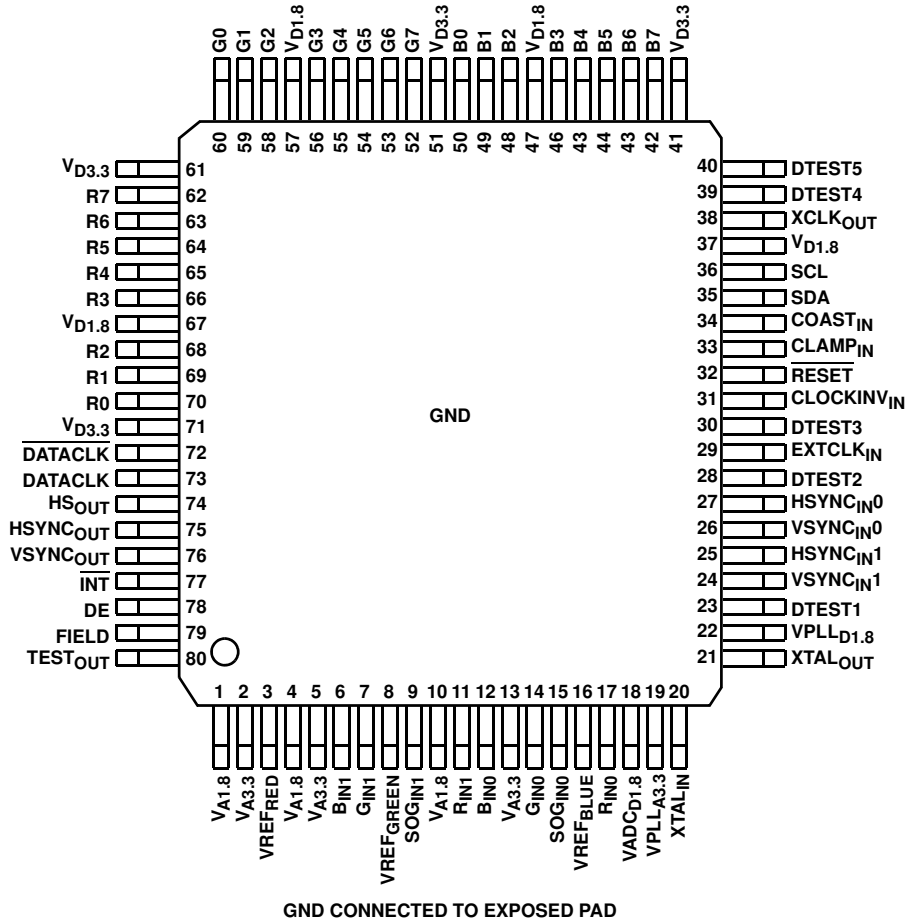 G0 G1 G2 VD1.8 G3 G4 G5 G6 G7 VD3.3 B0 B1 B2 VD1.8 B3 B4 B5 B6 B7 VD3.3
60 59 58 57 56 55 54 53 52 51 50 49 48 47 46 43 44 43 42 41
VD3.3 61
R7 62
R6 63
R5 64
R4 65
R3 66
VD1.8 67
R2 68
R1 69
R0 70
VD3.3 71
DATACLK 72
DATACLK 73
HSOUT 74
HSYNCOUT 75
VSYNCOUT 76
INT 77
DE 78
FIELD 79
TESTOUT 80
GND
40 DTEST5
39 DTEST4
38 XCLKOUT
37 VD1.8
36 SCL
35 SDA
34 COASTIN
33 CLAMPIN
32 RESET
31 CLOCKINVIN
30 DTEST3
29 EXTCLKIN
28 DTEST2
27 HSYNCIN0
26 VSYNCIN0
25 HSYNCIN1
24 VSYNCIN1
23 DTEST1
22 VPLLD1.8
21 XTALOUT
1 2 3 4 5 6 7 8 9 10 11 12 13 14 15 16 17 18 19 20
VA1.8 VA3.3 VREFRED VA1.8 VA3.3 BIN1 GIN1 VREFGREEN SOGIN1 VA1.8 RIN1 BIN0 VA3.3 GIN0 SOGIN0 VREFBLUE RIN0 VADCD1.8 VPLLA3.3 XTALIN
GND CONNECTED TO EXPOSED PAD